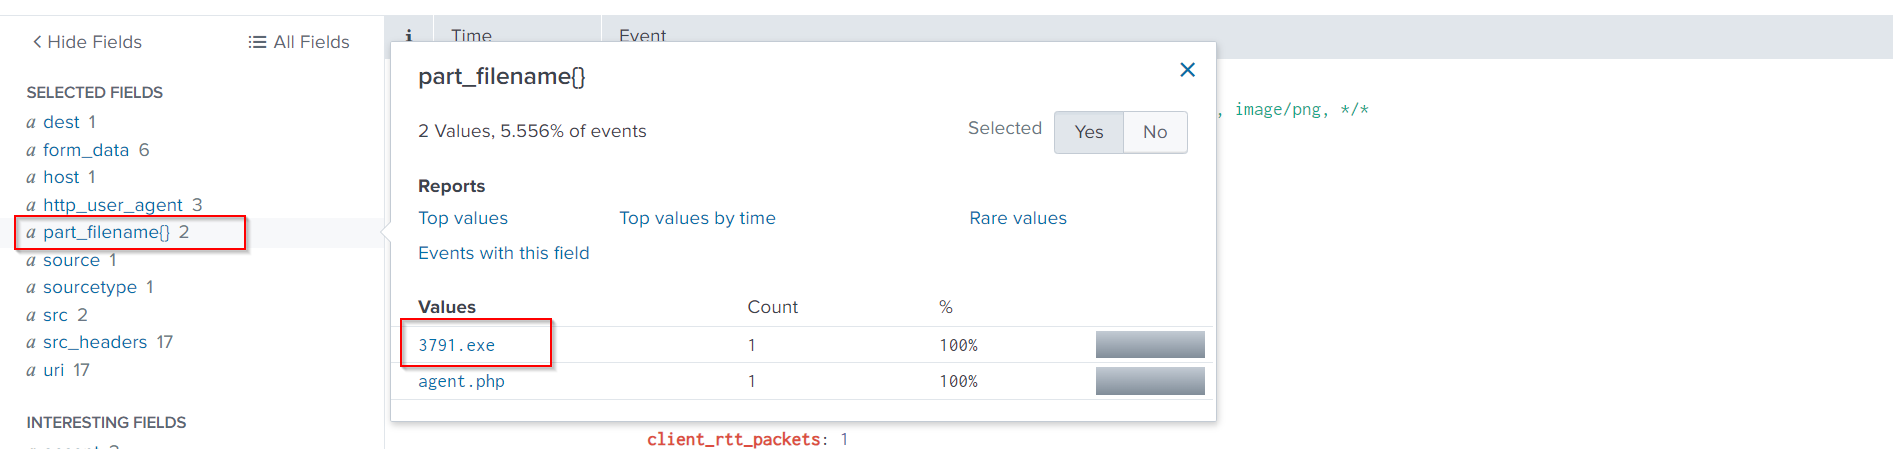 Hide Fields
All Fields
i Time Event
SELECTED FIELDS
a dest 1
a form_data 6
a host 1
a http_user_agent 3
a part_filename{} 2
a source 1
a sourcetype 1
a src 2
a src_headers 17
a uri 17
INTERESTING FIELDS
part_filename{}
, image/png, */*
2 Values, 5.556% of events
Selected Yes No
Reports
Top values Top values by time Rare values
Events with this field
Values Count %
3791.exe 1 100%
agent.php 1 100%
client_rtt_packets: 1